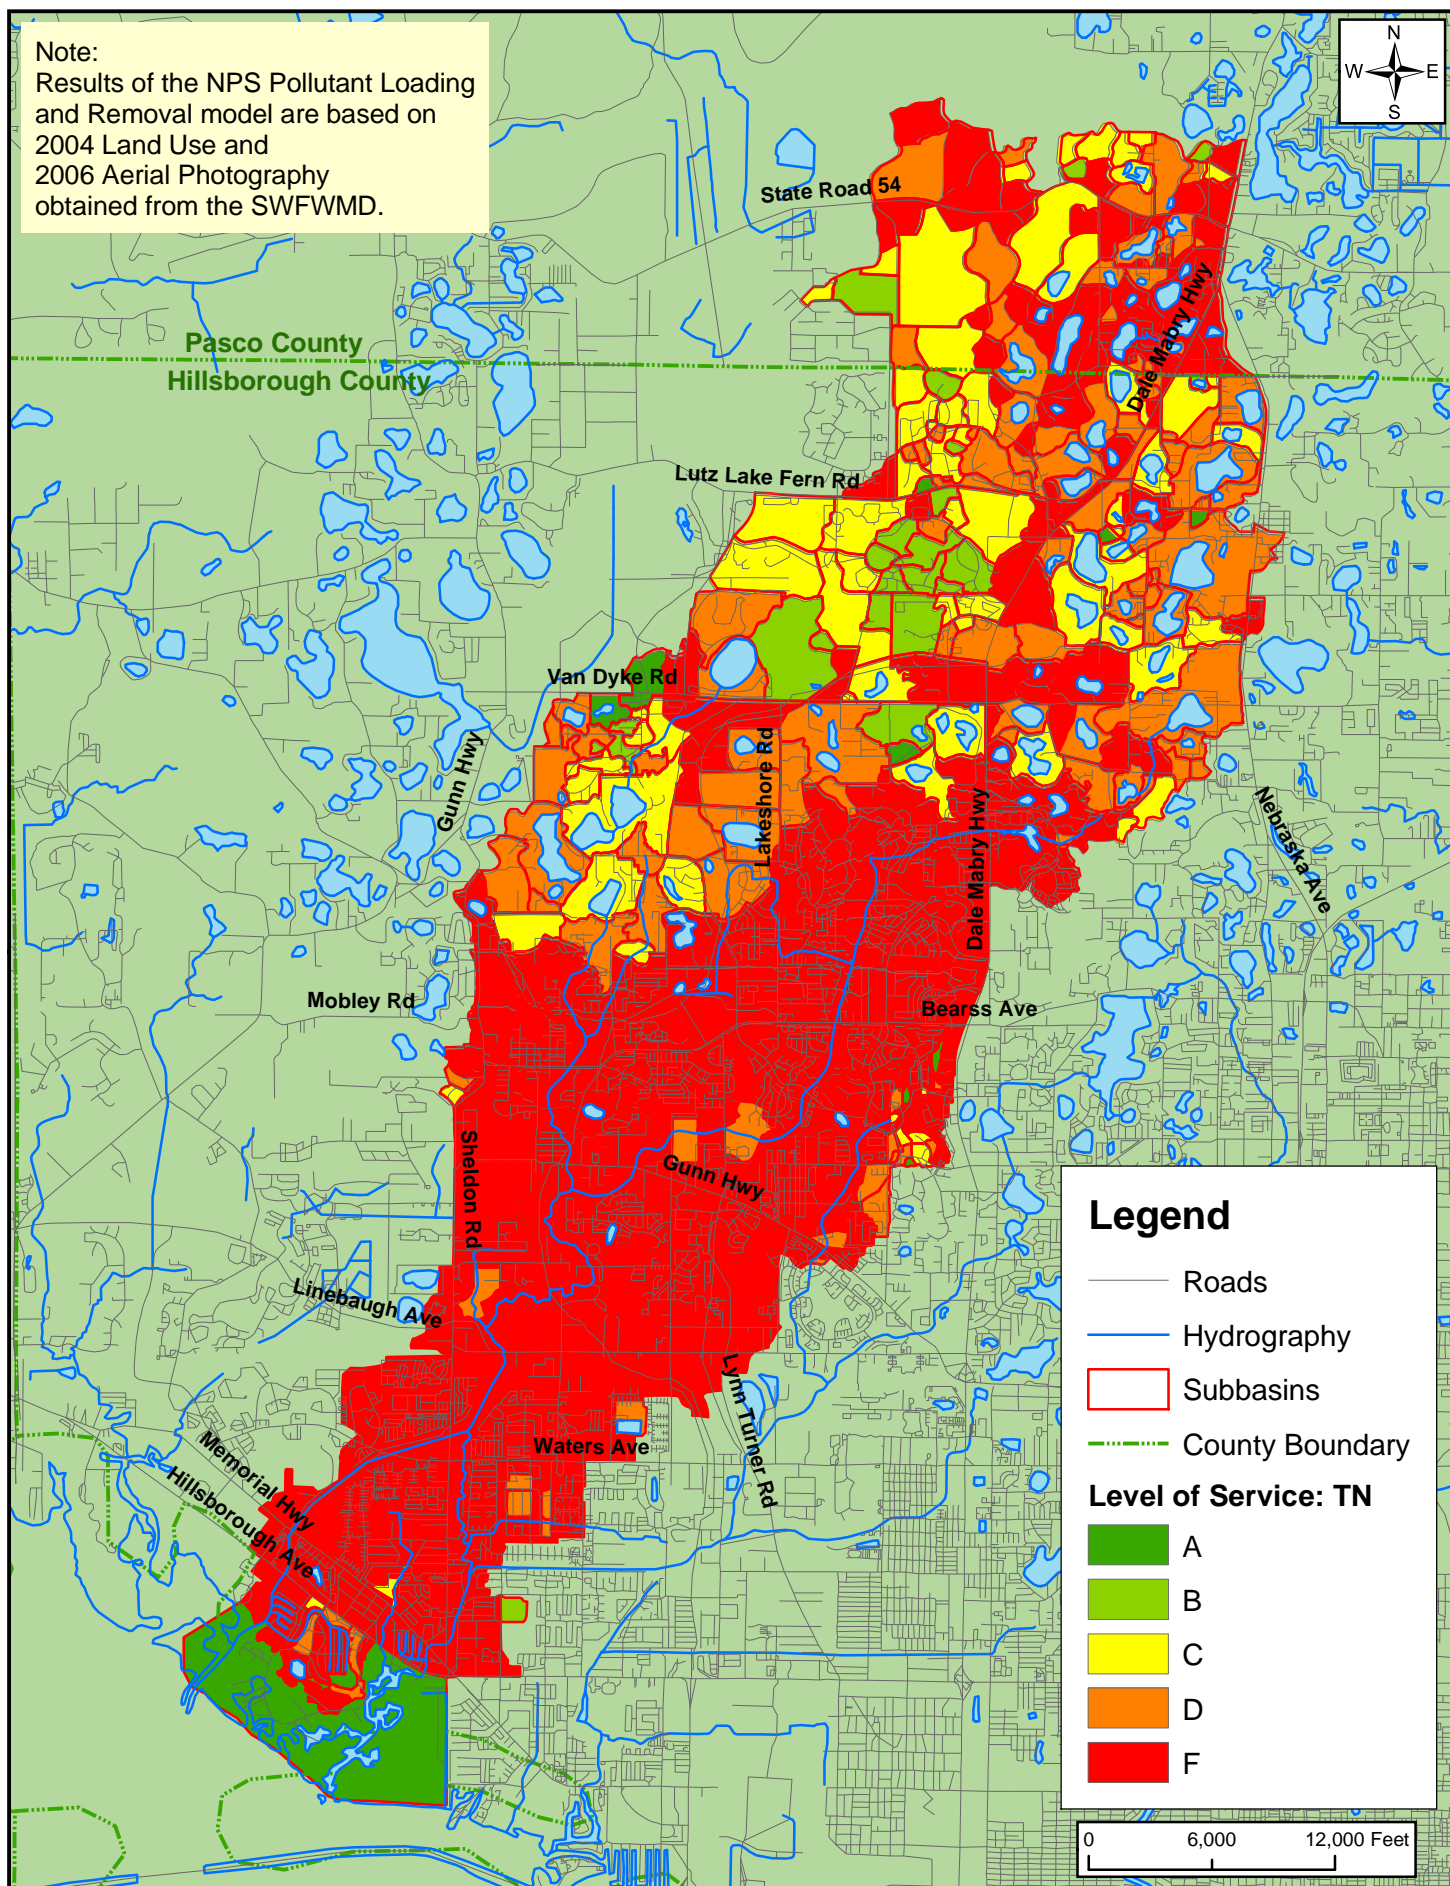 Note:
Results of the NPS Pollutant Loading
and Removal model are based on
2004 Land Use and
2006 Aerial Photography
obtained from the SWFWMD.
N
W E
S
State Road 54
Pasco County
Hillsborough County
Dale Mabry Hwy
Lutz Lake Fern Rd
Van Dyke Rd
Gunn Hwy
Lakeshore Rd
Dale Mabry Hwy
Nebraska Ave
Mobley Rd
Bearss Ave
Sheldon Rd
Gunn Hwy
Linebaugh Ave
Lynn Turner Rd
Waters Ave
Memorial Hwy
Hillsborough Ave
Legend
Roads
Hydrography
Subbasins
County Boundary
Level of Service: TN
A
B
C
D
F
0 6,000 12,000 Feet